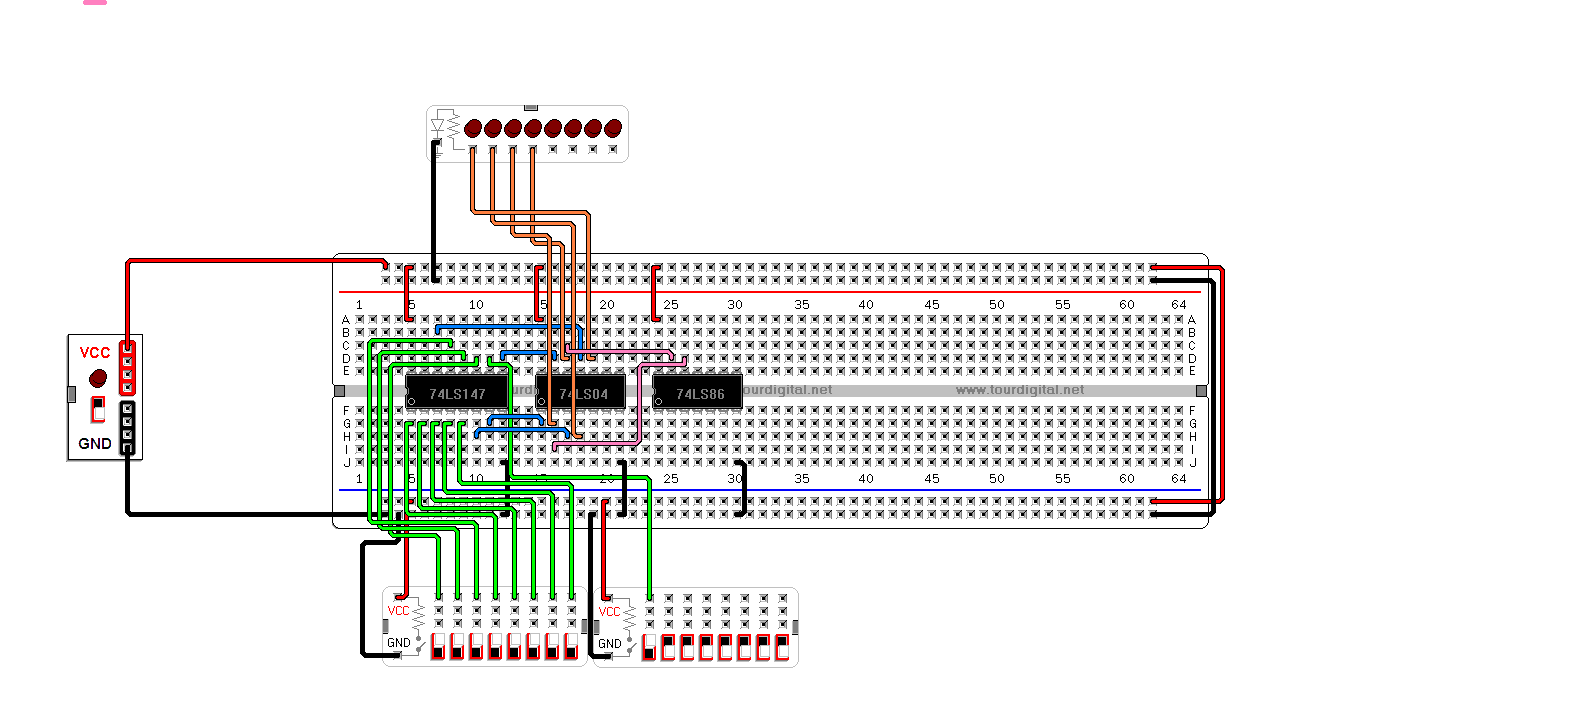 1 5 10 15 20 25 30 35 40 45 50 55 60 64
A A
B B
C C
D D
E E
VCC
GND
74LS147
74LS04
74LS86
ourdigital.net
www.tourdigital.net
F F
G G
H H
I I
J J
1 5 10 15 20 25 30 35 40 45 50 55 60 64
VCC
GND
VCC
GND